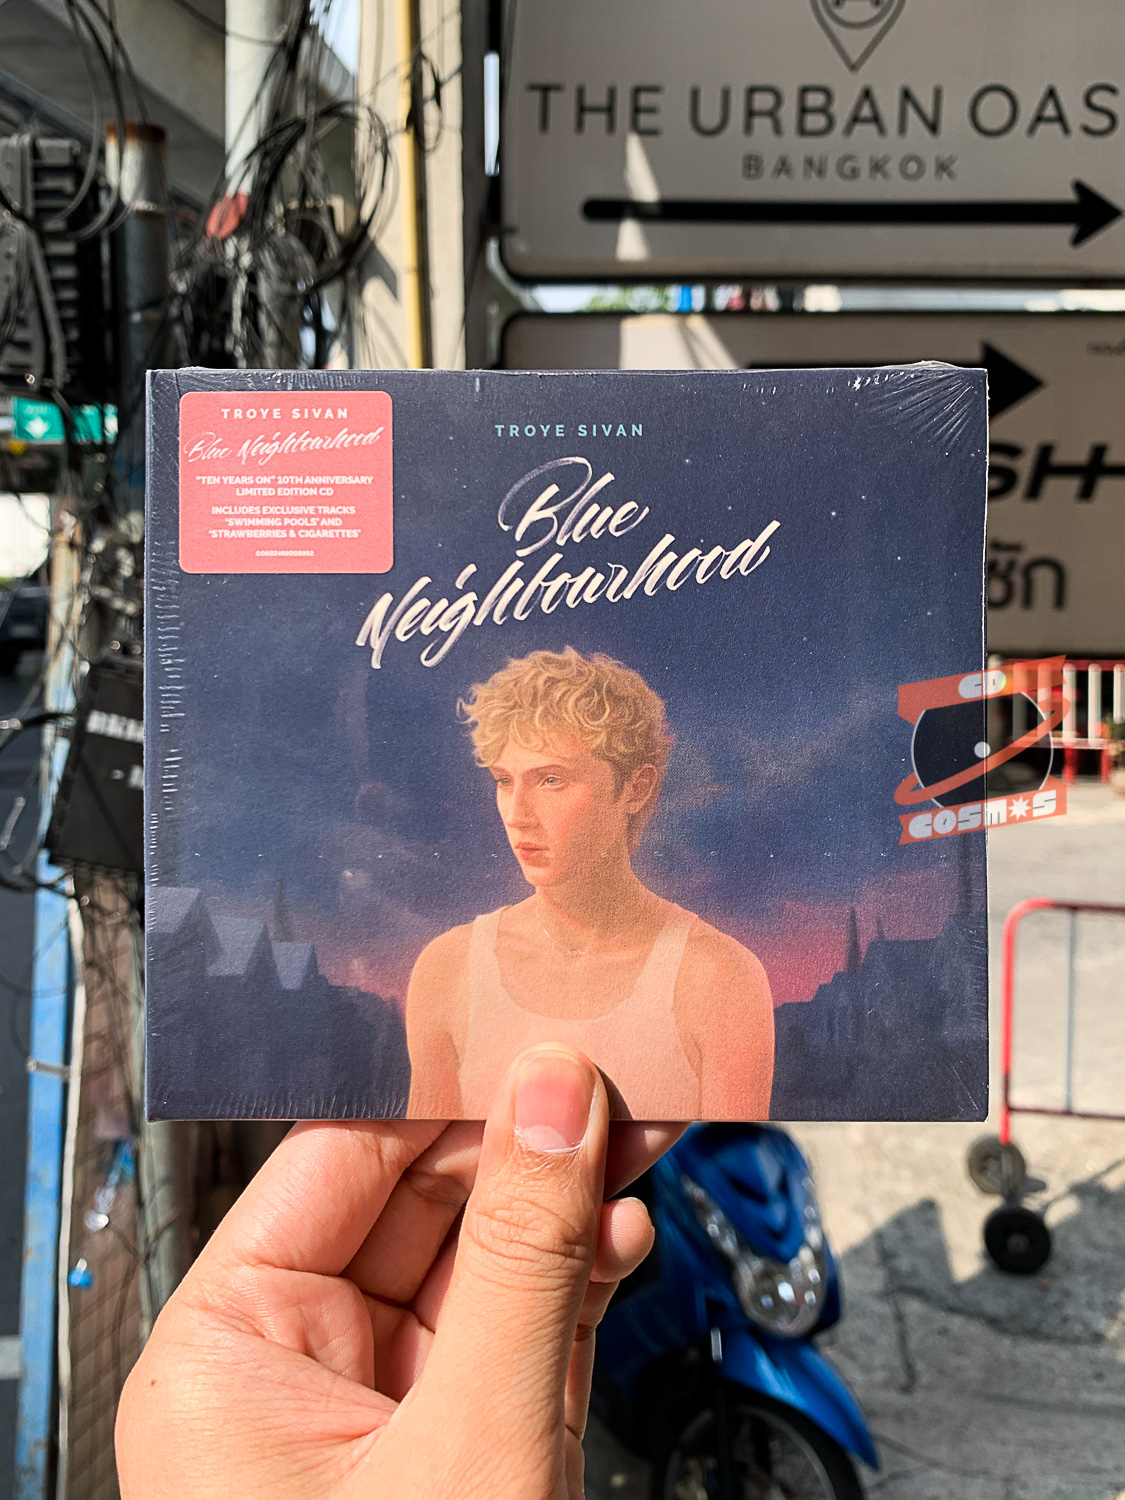 THE URBAN OAS
BANGKOK
TROYE SIVAN
Blue Neighbourhood
"TEN YEARS ON" 10TH ANNIVERSARY
LIMITED EDITION CD
INCLUDES EXCLUSIVE TRACKS
'SWIMMING POOLS' AND
'STRAWBERRIES & CIGARETTES'
TROYE SIVAN
Blue
Neighbourhood
SH
ซัก
CD
COSMOS